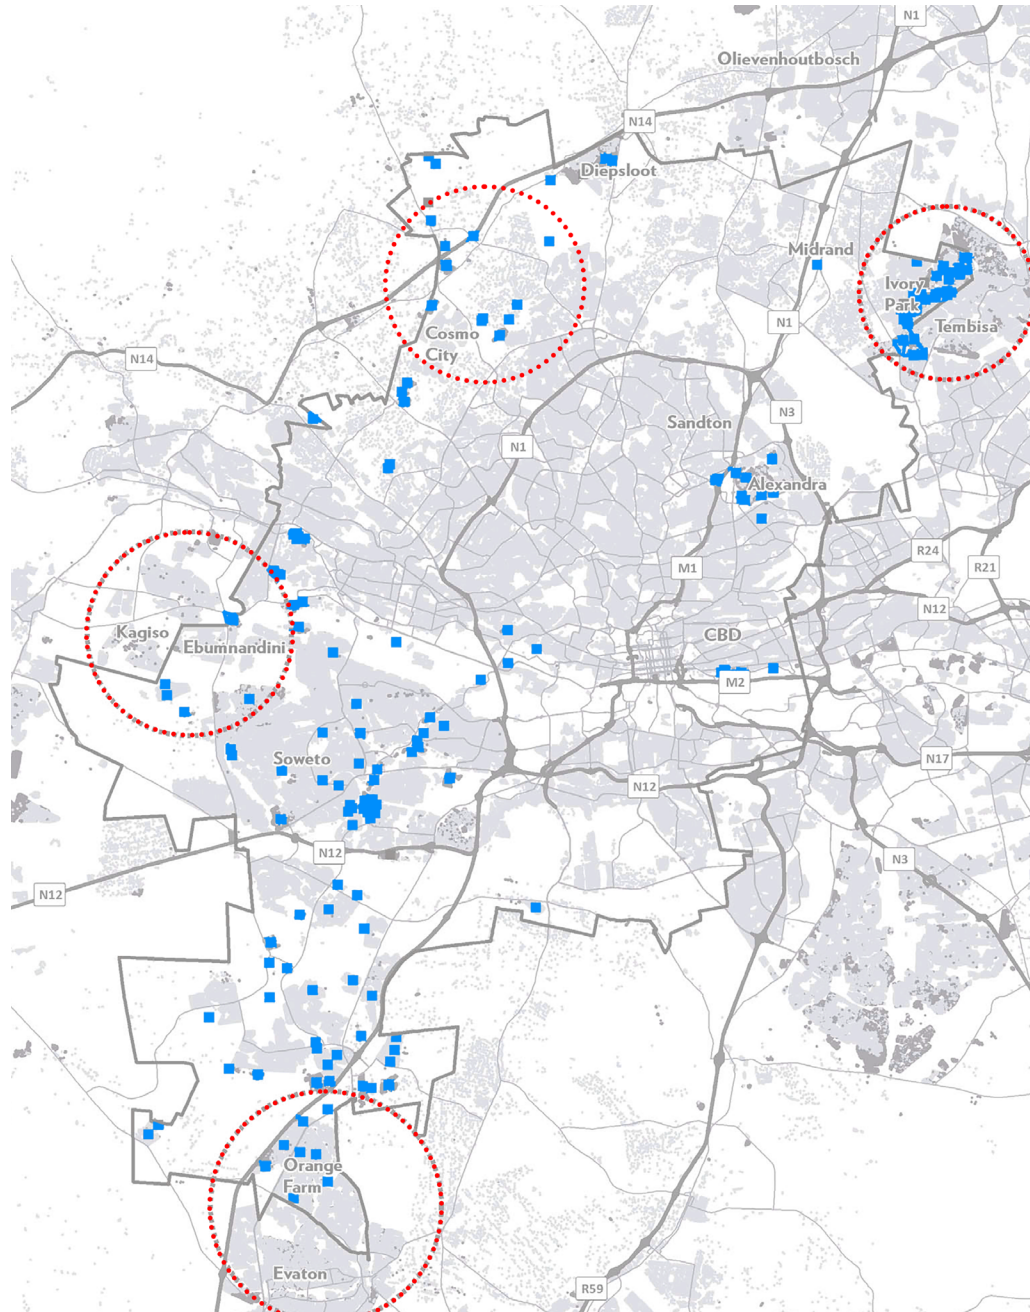 N1
Olievenhoutbosch
N14
Diepsloot
Midrand
Ivory
Park
Tembisa
N1
Cosmo
City
N14
Sandton
N3
N1
Alexandra
R24
M1
R21
N12
Kagiso
Ebumnandini
CBD
M2
Soweto
N17
N12
N12
N3
N12
Orange
Farm
Evaton
R59